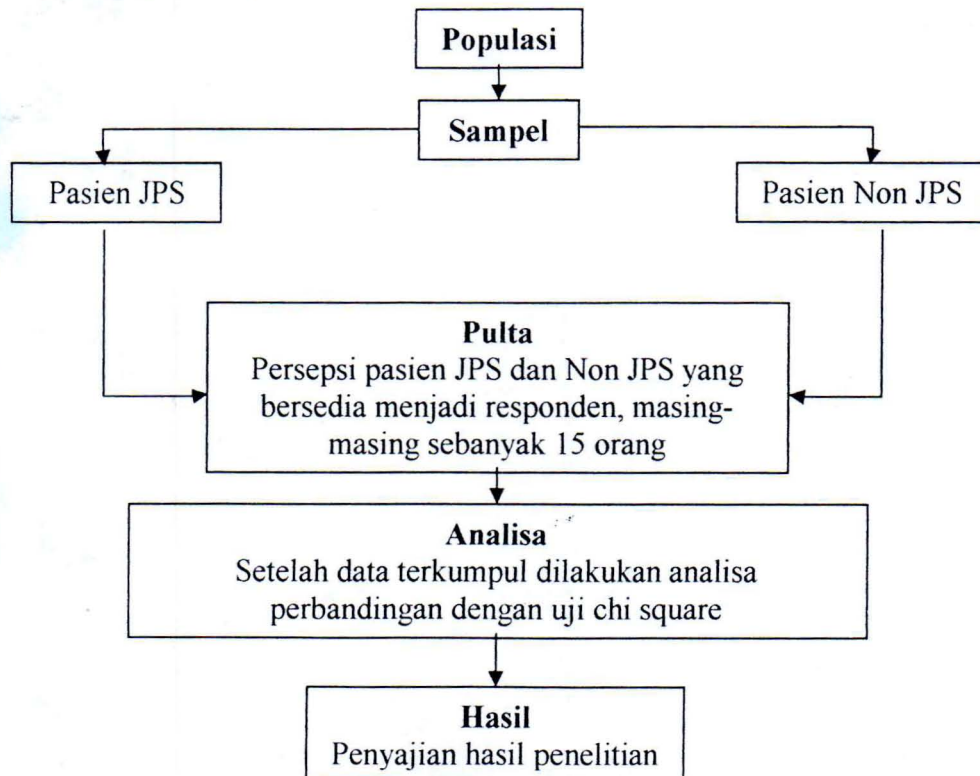 Populasi
Sampel
Pasien JPS
Pasien Non JPS
Pulta
Persepsi pasien JPS dan Non JPS yang
bersedia menjadi responden, masing-
masing sebanyak 15 orang
Analisa
Setelah data terkumpul dilakukan analisa
perbandingan dengan uji chi square
Hasil
Penyajian hasil penelitian